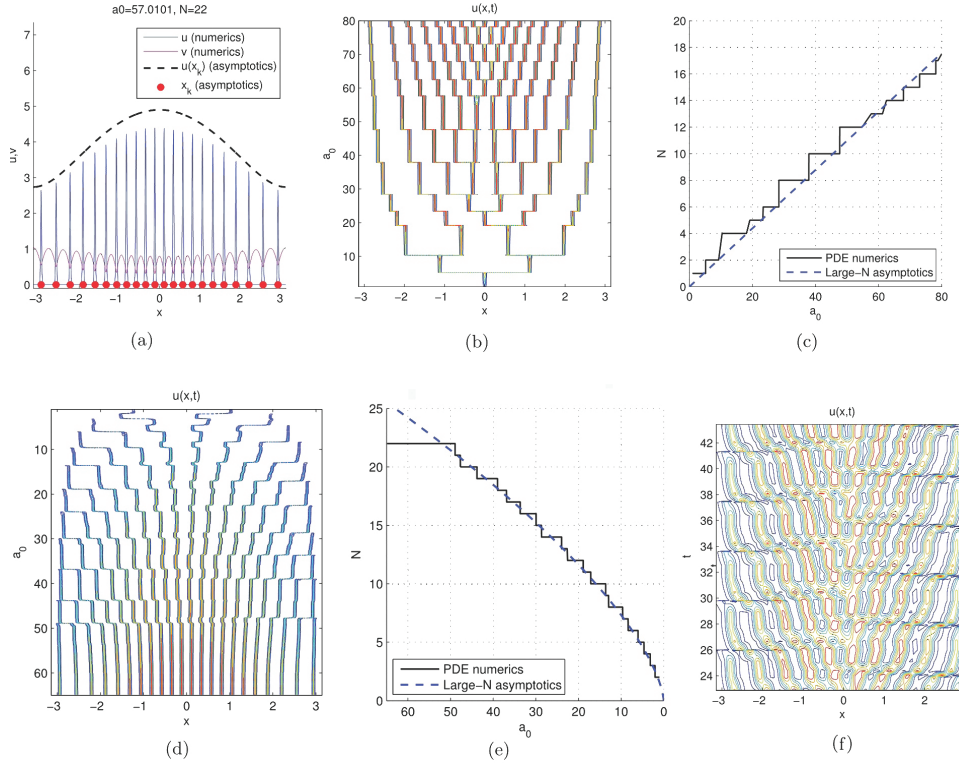 a0=57.0101, N=22
u (numerics)
v (numerics)
u(x_k) (asymptotics)
x_k (asymptotics)
7
6
5
4
3
2
1
0
u,v
−3 −2 −1 0 1 2 3
x
(a)
u(x,t)
80
70
60
50
40
30
20
10
a_0
−3 −2 −1 0 1 2 3
x
(b)
20
18
16
14
12
10
8
6
4
2
0
N
PDE numerics
Large−N asymptotics
0 20 40 60 80
a_0
(c)
u(x,t)
10
20
30
40
50
60
a_0
−3 −2 −1 0 1 2 3
x
(d)
25
20
15
10
5
0
N
PDE numerics
Large−N asymptotics
60 50 40 30 20 10 0
a_0
(e)
u(x,t)
42
40
38
36
34
32
30
28
26
24
t
−3 −2 −1 0 1 2 3
x
(f)